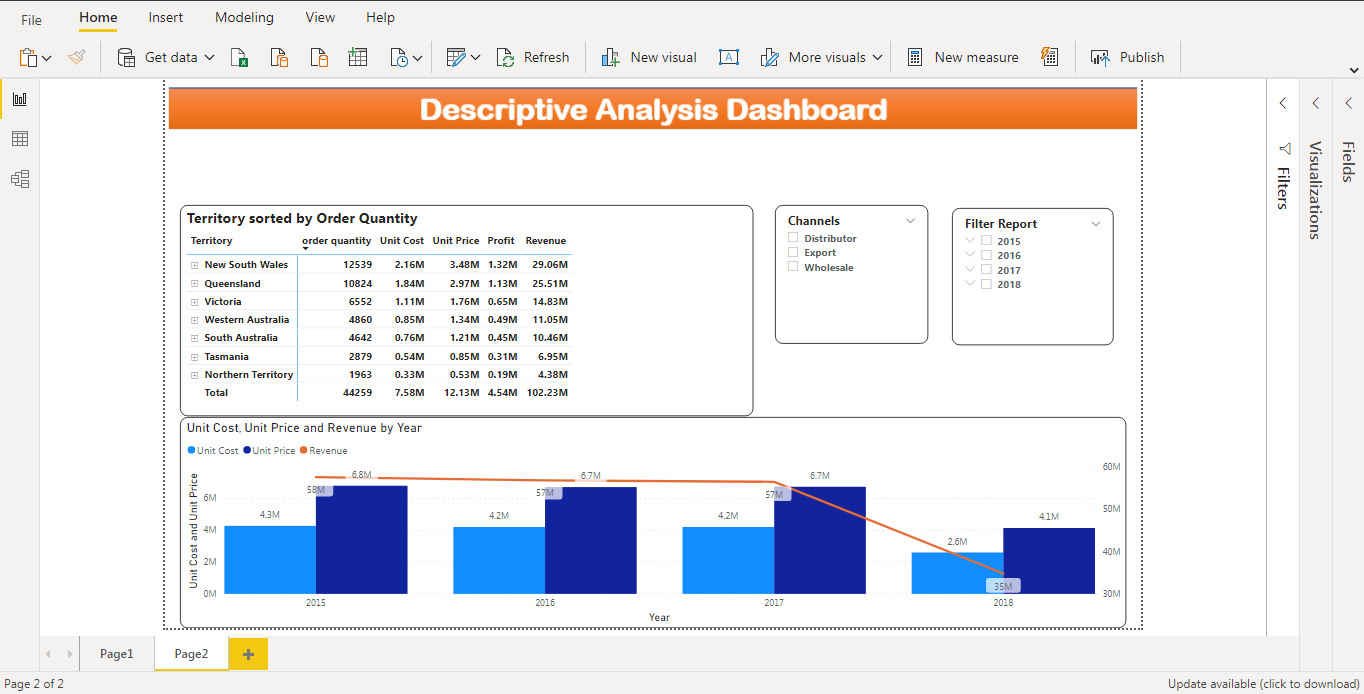 File Home Insert Modeling View Help
Get data Refresh New visual More visuals New measure Publish
Descriptive Analysis Dashboard
Filters
Visualizations
Fields
Territory sorted by Order Quantity
Territory order quantity Unit Cost Unit Price Profit Revenue
New South Wales 12539 2.16M 3.48M 1.32M 29.06M
Queensland 10824 1.84M 2.97M 1.13M 25.51M
Victoria 6552 1.11M 1.76M 0.65M 14.83M
Western Australia 4860 0.85M 1.34M 0.49M 11.05M
South Australia 4642 0.76M 1.21M 0.45M 10.46M
Tasmania 2879 0.54M 0.85M 0.31M 6.95M
Northern Territory 1963 0.33M 0.53M 0.19M 4.38M
Total 44259 7.58M 12.13M 4.54M 102.23M
Channels
Distributor
Export
Wholesale
Filter Report
2015
2016
2017
2018
Unit Cost, Unit Price and Revenue by Year
Unit Cost Unit Price Revenue
Unit Cost and Unit Price
6M
4M
2M
0M
4.3M 6.8M 58M
4.2M 6.7M 57M
4.2M 6.7M 57M
2.6M 4.1M 35M
60M
50M
40M
30M
2015 2016 2017 2018
Year
Page1 Page2
Page 2 of 2 Update available (click to download)